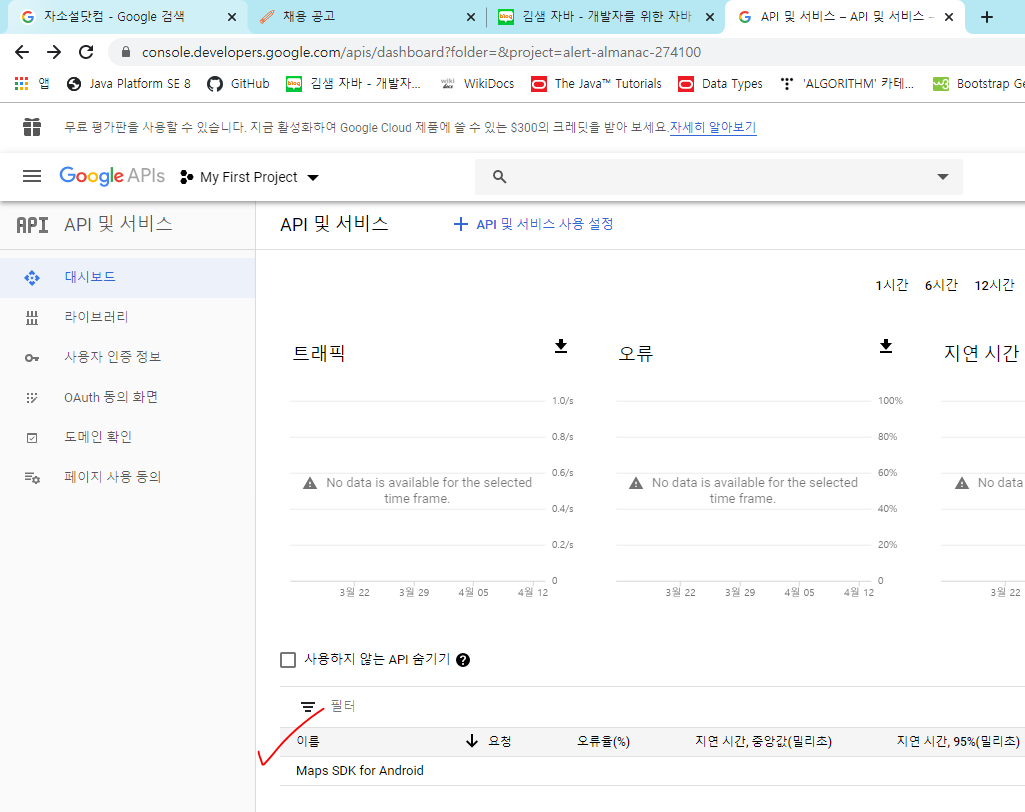 자소설닷컴 - Google 검색
채용 공고
김샘 자바 - 개발자를 위한 자바
API 및 서비스 – API 및 서비스 –
console.developers.google.com/apis/dashboard?folder=&project=alert-almanac-274100
앱
Java Platform SE 8
GitHub
blog
김샘 자바 - 개발자...
wiki
WikiDocs
The Java™ Tutorials
Data Types
'ALGORITHM' 카테...
w3
Bootstrap Ge
무료 평가판을 사용할 수 있습니다. 지금 활성화하여 Google Cloud 제품에 쓸 수 있는 $300의 크레딧을 받아 보세요.자세히 알아보기
Google APIs
My First Project
API
API 및 서비스
API 및 서비스
API 및 서비스 사용 설정
대시보드
라이브러리
사용자 인증 정보
OAuth 동의 화면
도메인 확인
페이지 사용 동의
1시간 6시간 12시간
트래픽
1.0/s
0.8/s
0.6/s
0.4/s
0.2/s
0
No data is available for the selected
time frame.
3월 22 3월 29 4월 05 4월 12
오류
100%
80%
60%
40%
20%
0
No data is available for the selected
time frame.
3월 22 3월 29 4월 05 4월 12
지연 시간
No data
3월 22
사용하지 않는 API 숨기기
필터
이름 요청 오류율(%) 지연 시간, 중앙값(밀리초) 지연 시간, 95%(밀리초)
Maps SDK for Android